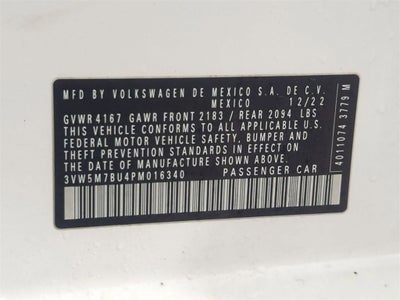 MFD BY VOLKSWAGEN DE MEXICO S.A. DE C.V.
MEXICO 12/22
GVWR 4167 GAWR FRONT 2183 / REAR 2094 LBS
THIS VEHICLE CONFORMS TO ALL APPLICABLE U.S.
FEDERAL MOTOR VEHICLE SAFETY, BUMPER AND
THEFT PREVENTION STANDARDS IN EFFECT ON
THE DATE OF MANUFACTURE SHOWN ABOVE.
3VW5M7BU4PM016340 PASSENGER CAR
40110743779 M